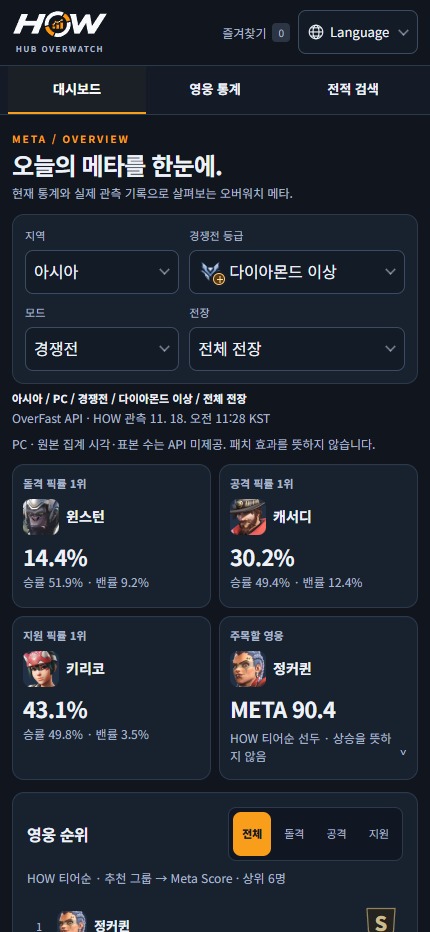 HOW
HUB OVERWATCH
즐겨찾기 0
Language
대시보드 영웅 통계 전적 검색
META / OVERVIEW
오늘의 메타를 한눈에.
현재 통계와 실제 관측 기록으로 살펴보는 오버워치 메타.
지역 경쟁전 등급
아시아 다이아몬드 이상
모드 전장
경쟁전 전체 전장
아시아 / PC / 경쟁전 / 다이아몬드 이상 / 전체 전장
OverFast API · HOW 관측 11. 18. 오전 11:28 KST
PC · 원본 집계 시각·표본 수는 API 미제공. 패치 효과를 뜻하지 않습니다.
돌격 픽률 1위
윈스턴
14.4%
승률 51.9% · 밴률 9.2%
공격 픽률 1위
캐서디
30.2%
승률 49.4% · 밴률 12.4%
지원 픽률 1위
키리코
43.1%
승률 49.8% · 밴률 3.5%
주목할 영웅
정커퀸
META 90.4
HOW 티어순 선두 · 상승을 뜻하
지 않음
영웅 순위
전체 돌격 공격 지원
HOW 티어순 · 추천 그룹 → Meta Score · 상위 6명
1 정커퀸 S